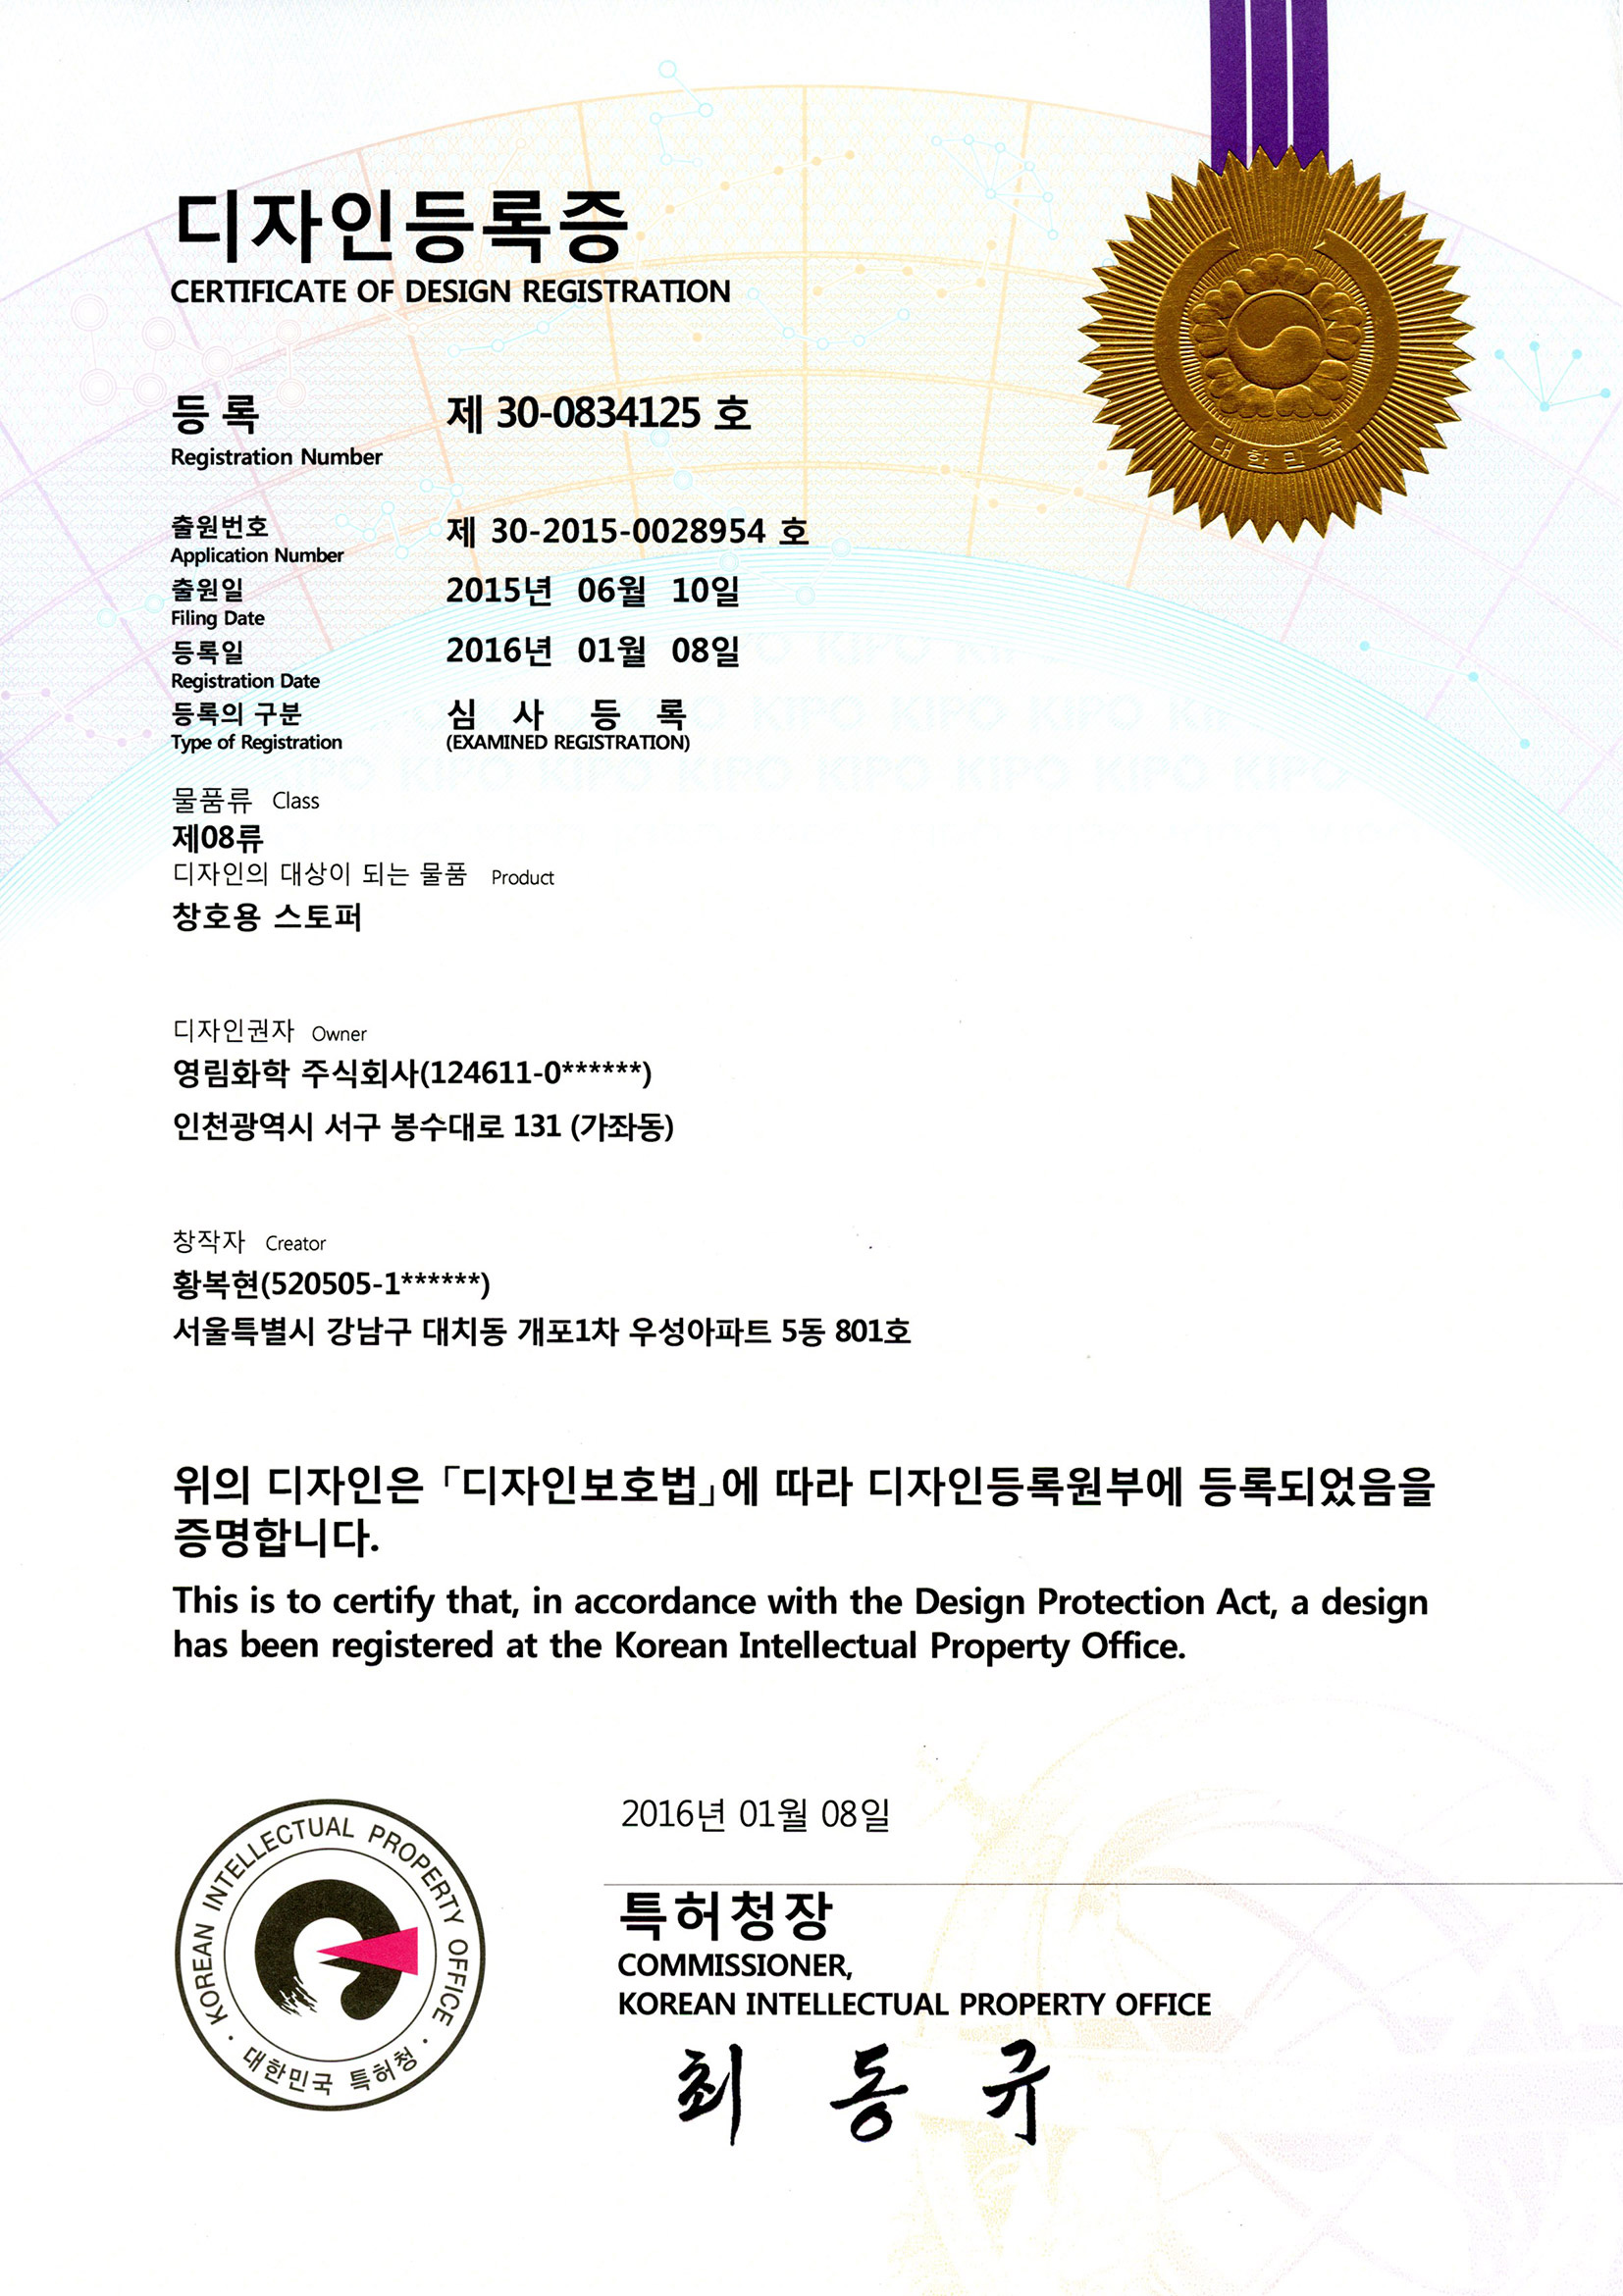 디자인등록증
CERTIFICATE OF DESIGN REGISTRATION
대한민국
등록 제 30-0834125 호
Registration Number
출원번호 제 30-2015-0028954 호
Application Number
출원일 2015년 06월 10일
Filing Date
등록일 2016년 01월 08일
Registration Date
등록의 구분 심 사 등 록
Type of Registration (EXAMINED REGISTRATION)
KIPO KIPO KIPO KIPO KIPO KIPO KIPO KIPO
물품류 Class
제08류
디자인의 대상이 되는 물품 Product
창호용 스토퍼
디자인권자 Owner
영림화학 주식회사(124611-0******)
인천광역시 서구 봉수대로 131 (가좌동)
창작자 Creator
황복현(520505-1******)
서울특별시 강남구 대치동 개포1차 우성아파트 5동 801호
위의 디자인은 「디자인보호법」에 따라 디자인등록원부에 등록되었음을
증명합니다.
This is to certify that, in accordance with the Design Protection Act, a design
has been registered at the Korean Intellectual Property Office.
2016년 01월 08일
특허청장
COMMISSIONER,
KOREAN INTELLECTUAL PROPERTY OFFICE
최 동 규
KOREAN INTELLECTUAL PROPERTY OFFICE
대한민국 특허청